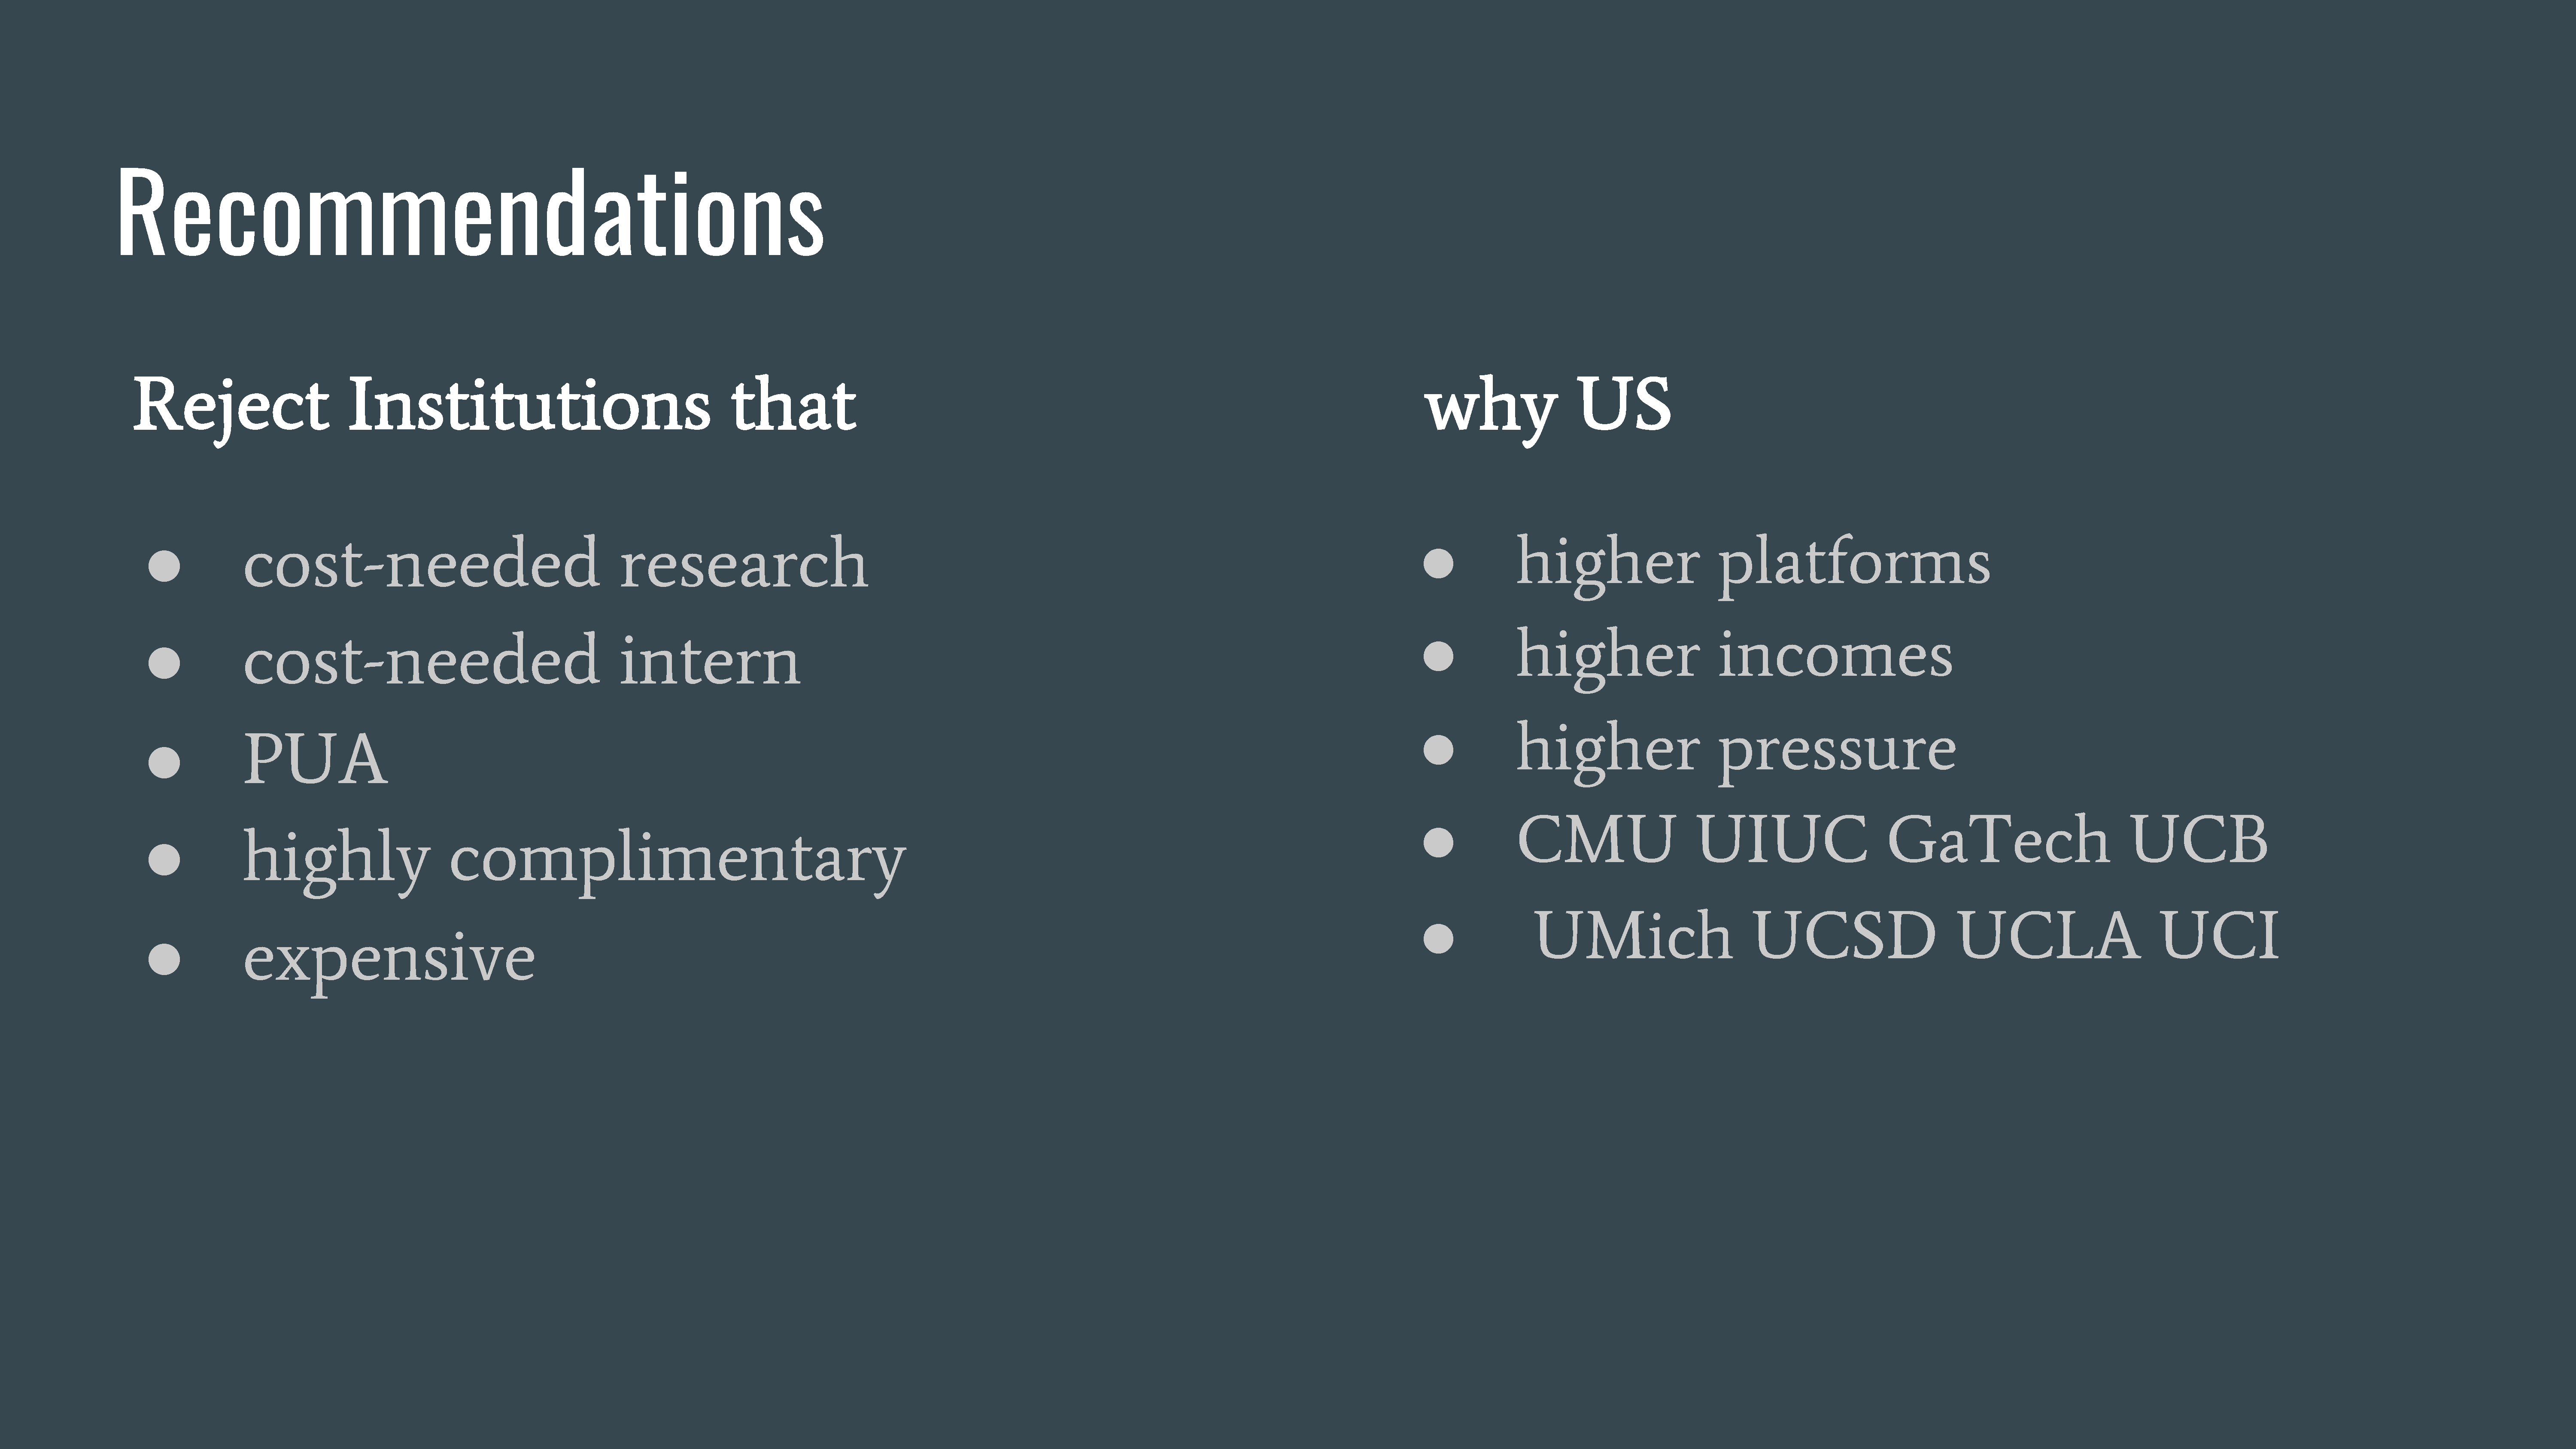 Recommendations
Reject Institutions that
● cost-needed research
● cost-needed intern
● PUA
● highly complimentary
● expensive
why US
● higher platforms
● higher incomes
● higher pressure
● CMU UIUC GaTech UCB
● UMich UCSD UCLA UCI